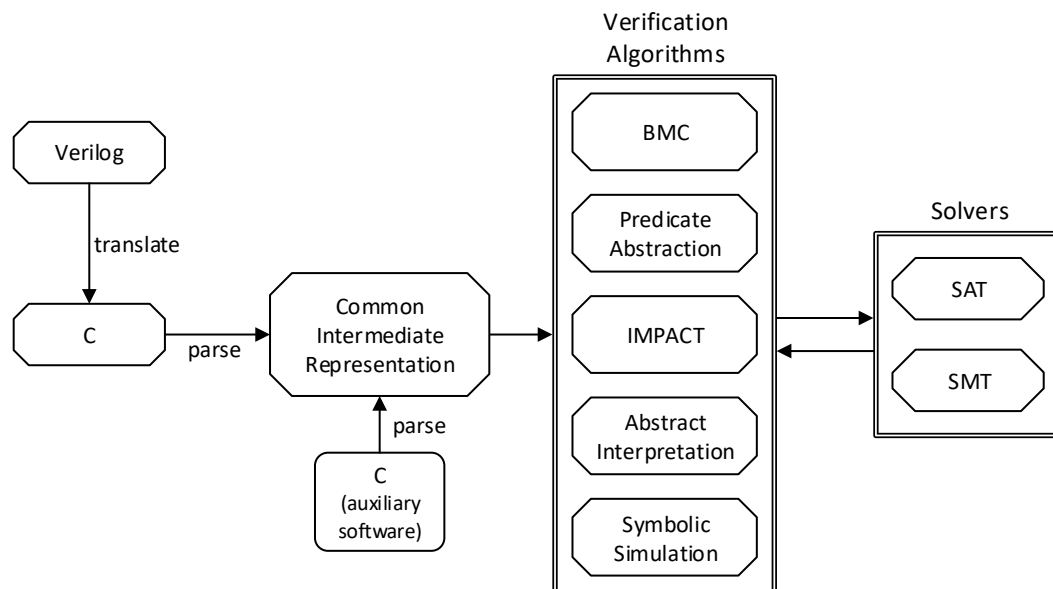 Verification
Algorithms
BMC
Verilog
Predicate
Abstraction
Solvers
translate
SAT
C
parse
Common
Intermediate
Representation
IMPACT
SMT
parse
Abstract
Interpretation
C
(auxiliary
software)
Symbolic
Simulation